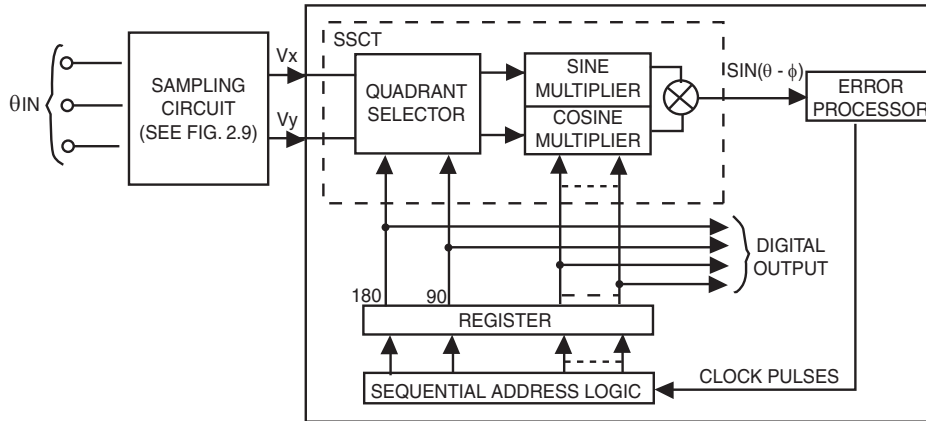 SSCT
θIN
SAMPLING
CIRCUIT
(SEE FIG. 2.9)
Vx
Vy
QUADRANT
SELECTOR
SINE
MULTIPLIER
COSINE
MULTIPLIER
SIN(θ - ϕ)
ERROR
PROCESSOR
DIGITAL
OUTPUT
180
90
REGISTER
SEQUENTIAL ADDRESS LOGIC
CLOCK PULSES